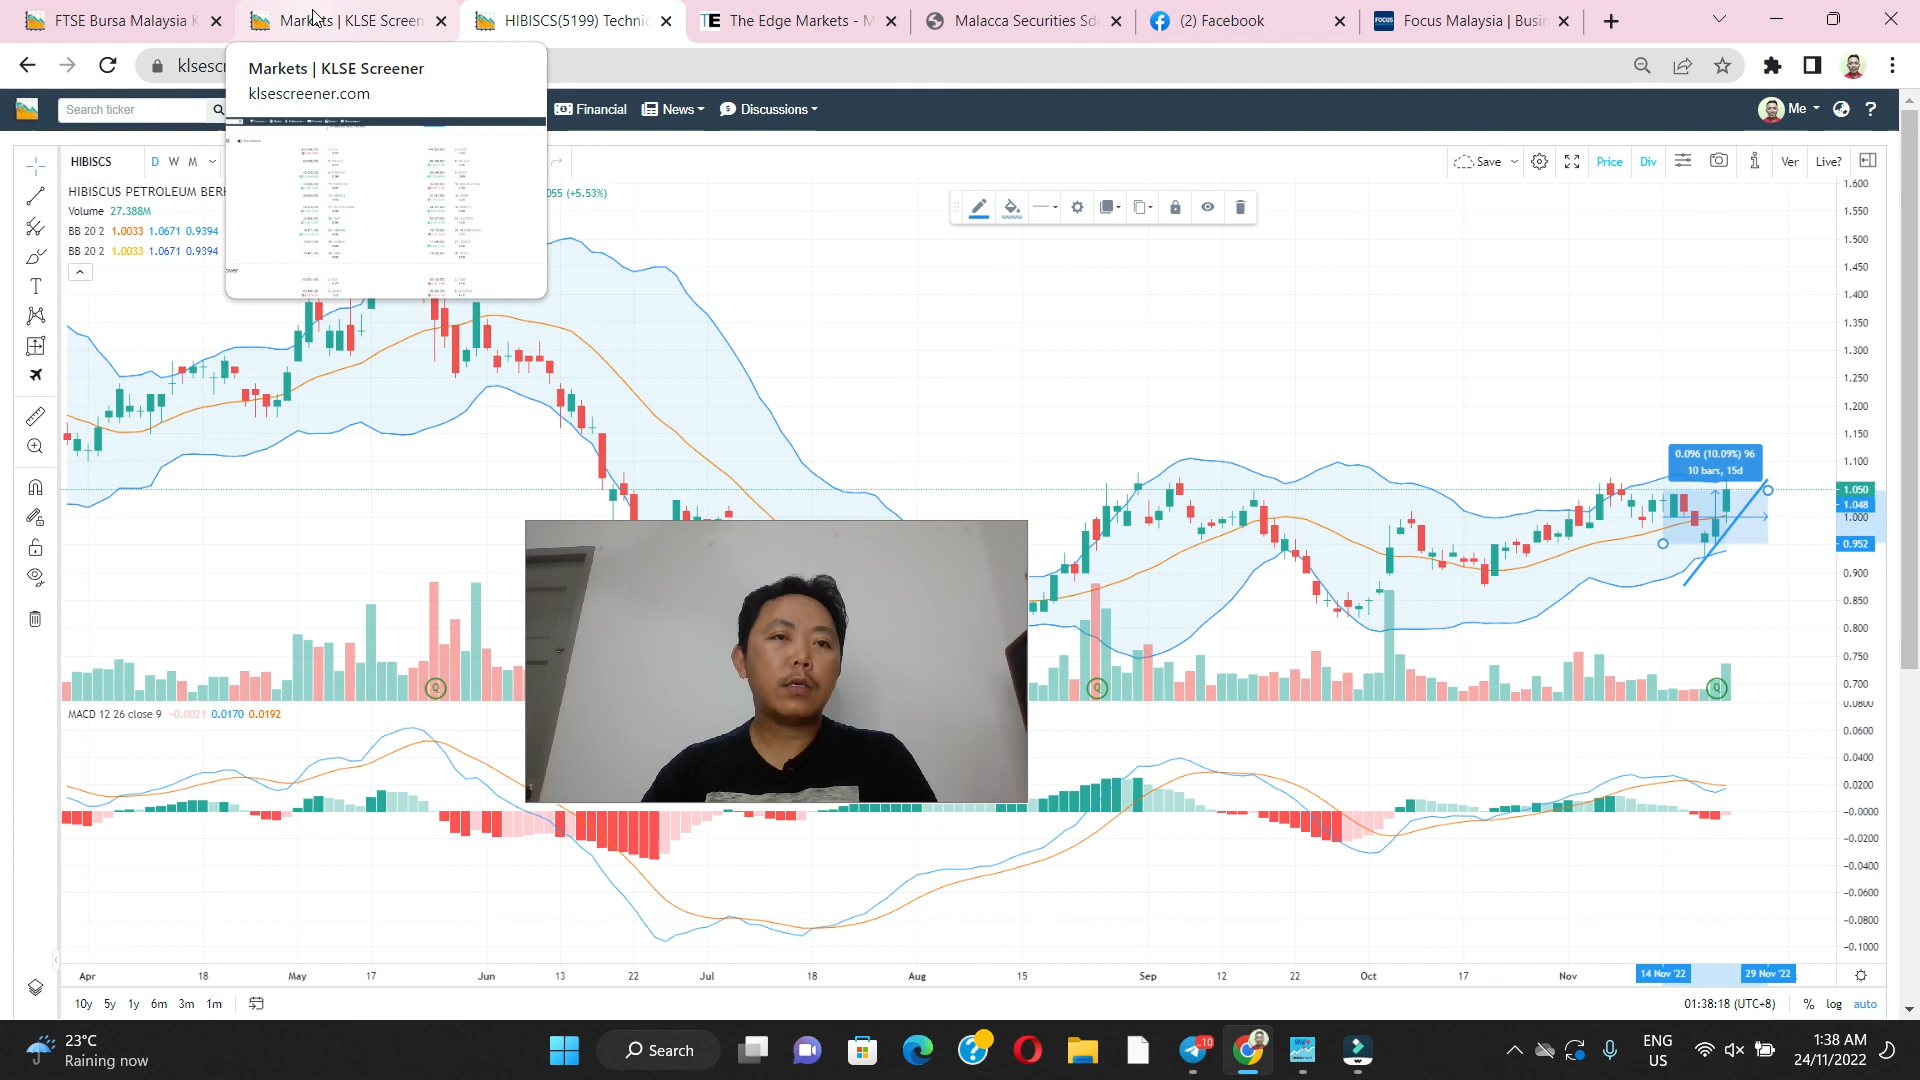 FTSE Bursa Malaysia K
Markets | KLSE Screen
HIBISCS(5199) Technic
TE
The Edge Markets - M
Malacca Securities Sd
(2) Facebook
FOCUS
Focus Malaysia | Busin
klsescr
Markets | KLSE Screener
klsescreener.com
Search ticker
Financial
News
Discussions
Me
?
HIBISCS
D W M
Save
Price
Div
Ver
Live?
HIBISCUS PETROLEUM BERH
055 (+5.53%)
Volume 27.388M
BB 20 2 1.0033 1.0671 0.9394
BB 20 2 1.0033 1.0671 0.9394
T
1.600
1.550
1.500
1.450
1.400
1.350
1.300
1.250
1.200
1.150
1.100
1.050
1.048
1.000
0.952
0.900
0.850
0.800
0.750
0.700
0.096 (10.09%) 96
10 bars, 15d
Q
Q
Q
MACD 12 26 close 9 -0.0021 0.0170 0.0192
0.0800
0.0600
0.0400
0.0200
-0.0000
-0.0200
-0.0400
-0.0600
-0.0800
-0.1000
Apr 18 May 17 Jun 13 22 Jul 18 Aug 15 Sep 12 22 Oct 17 Nov 14 Nov '22 29 Nov '22
10y 5y 1y 6m 3m 1m
01:38:18 (UTC+8) % log auto
23°C
Raining now
Search
10
ENG
US
1:38 AM
24/11/2022